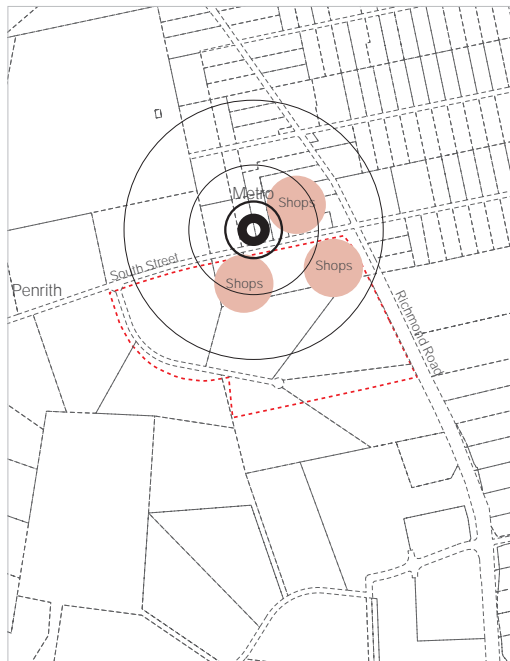 Metro
Shops
South Street
Shops
Shops
Penrith
Richmond Road